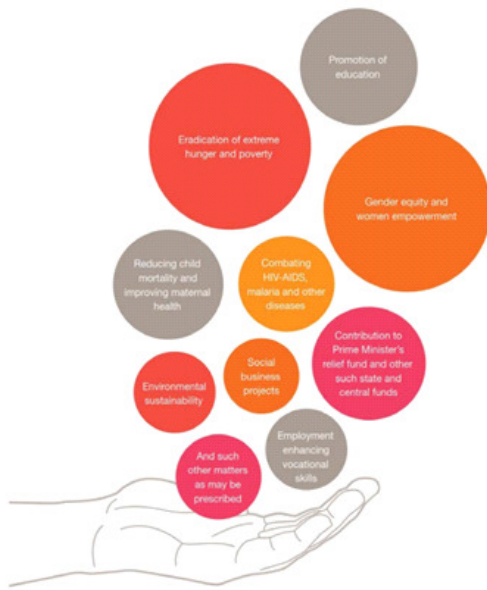 Promotion of
education
Eradication of extreme
hunger and poverty
Gender equity and
women empowerment
Reducing child
mortality and
improving maternal
health
Combating
HIV-AIDS,
malaria and other
diseases
Contribution to
Prime Minister's
relief fund and other
such state and
central funds
Environmental
sustainability
Social
business
projects
Employment
enhancing
vocational
skills
And such
other matters
as may be
prescribed